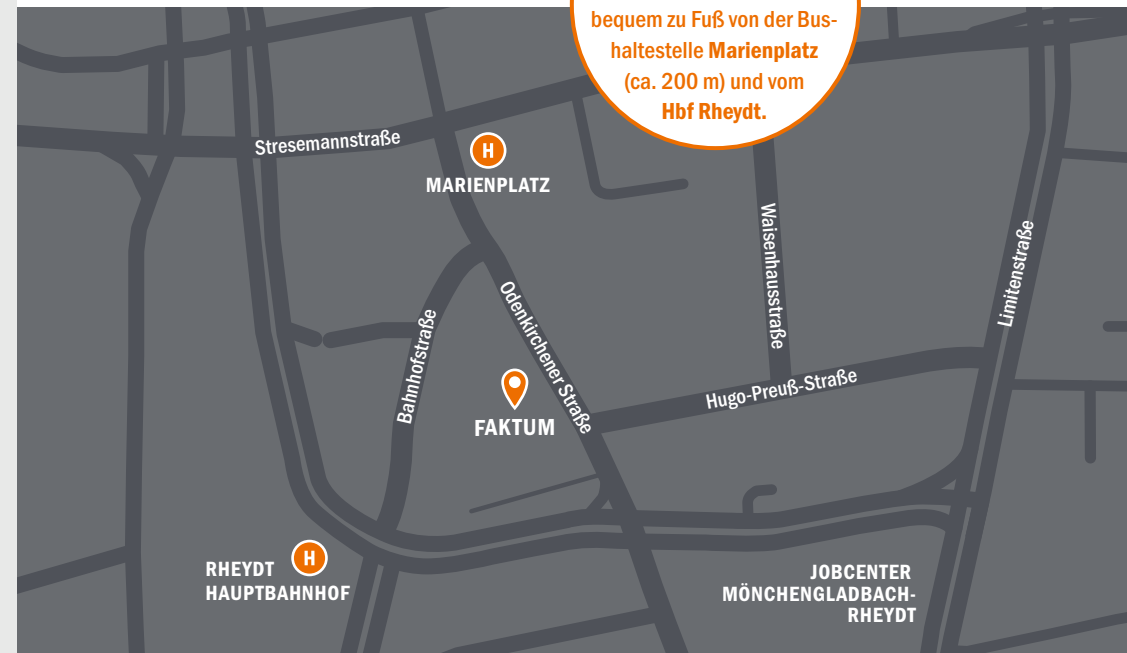 bequem zu Fuß von der Bus-
haltestelle Marienplatz
(ca. 200 m) und vom
Hbf Rheydt.
Stresemannstraße
H
MARIENPLATZ
Waisenhausstraße
Limitenstraße
Odenkirchener Straße
Bahnhofstraße
Hugo-Preuß-Straße
FAKTUM
H
RHEYDT
HAUPTBAHNHOF
JOBCENTER
MÖNCHENGLADBACH-
RHEYDT